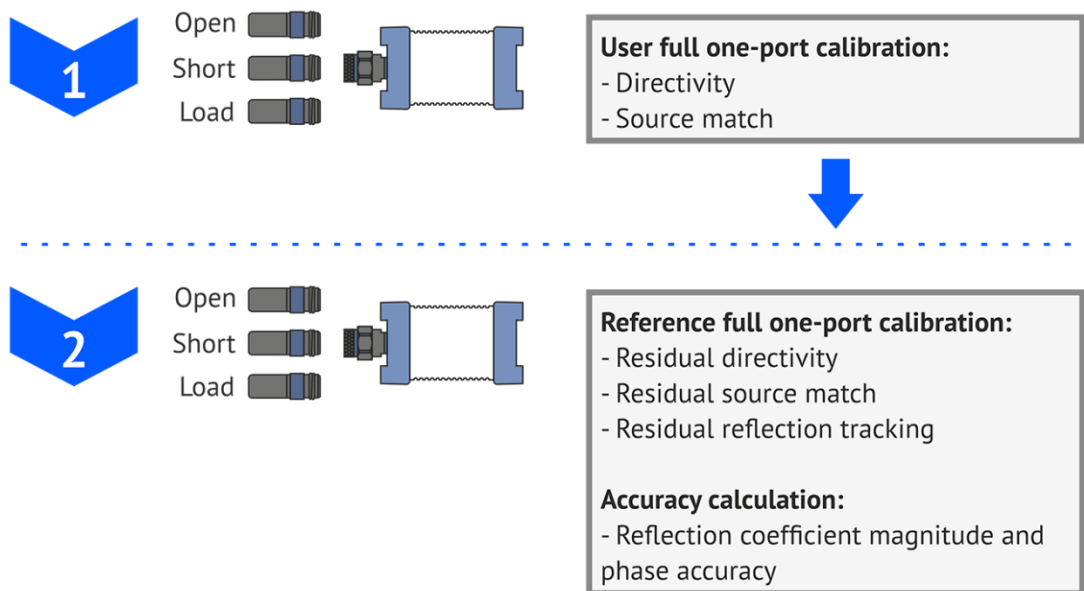 1
Open
Short
Load
User full one-port calibration:
- Directivity
- Source match
2
Open
Short
Load
Reference full one-port calibration:
- Residual directivity
- Residual source match
- Residual reflection tracking
Accuracy calculation:
- Reflection coefficient magnitude and
phase accuracy